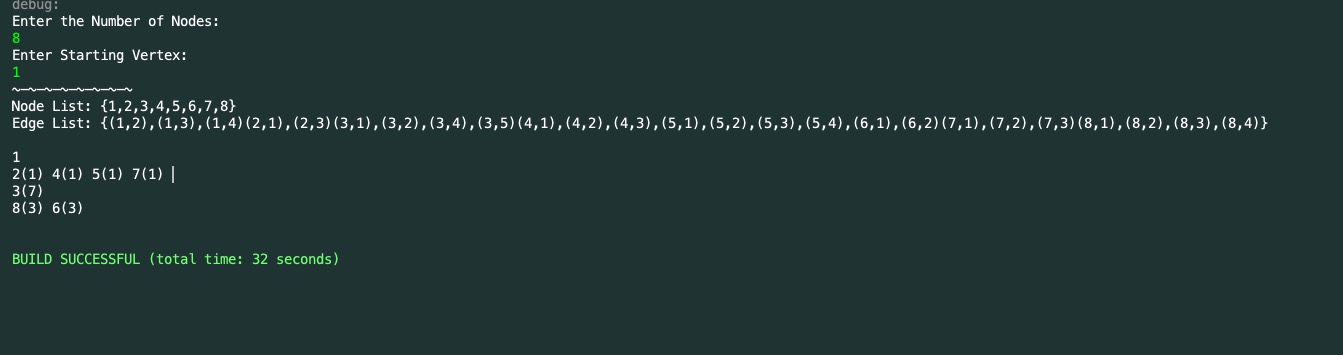 debug:
Enter the Number of Nodes:
8
Enter Starting Vertex:
1
~—~—~—~—~—~—~—~
Node List: {1,2,3,4,5,6,7,8}
Edge List: {(1,2),(1,3),(1,4)(2,1),(2,3)(3,1),(3,2),(3,4),(3,5)(4,1),(4,2),(4,3),(5,1),(5,2),(5,3),(5,4),(6,1),(6,2)(7,1),(7,2),(7,3)(8,1),(8,2),(8,3),(8,4)}
1
2(1) 4(1) 5(1) 7(1)
3(7)
8(3) 6(3)
BUILD SUCCESSFUL (total time: 32 seconds)